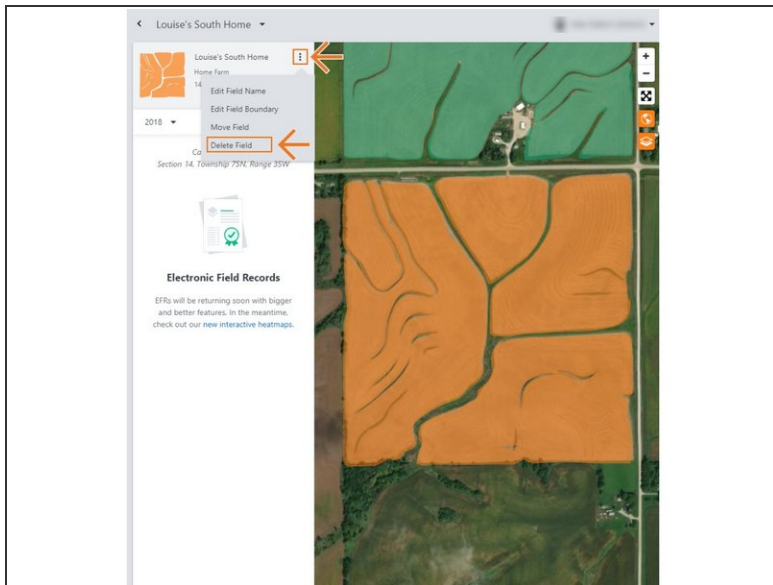 Louise's South Home
Louise's South Home
Home Farm
14
Edit Field Name
Edit Field Boundary
Move Field
Delete Field
2018
Ca
Section 14, Township 75N, Range 35W
Electronic Field Records
EFRs will be returning soon with bigger
and better features. In the meantime,
check out our new interactive heatmaps.
+
−